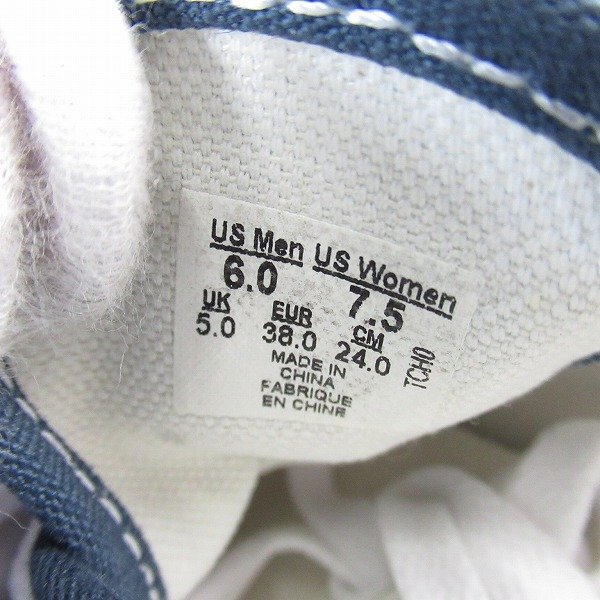 US Men US Women
6.0 7.5
UK EUR CM
5.0 38.0 24.0
MADE IN
CHINA
FABRIQUE
EN CHINE
TCHO